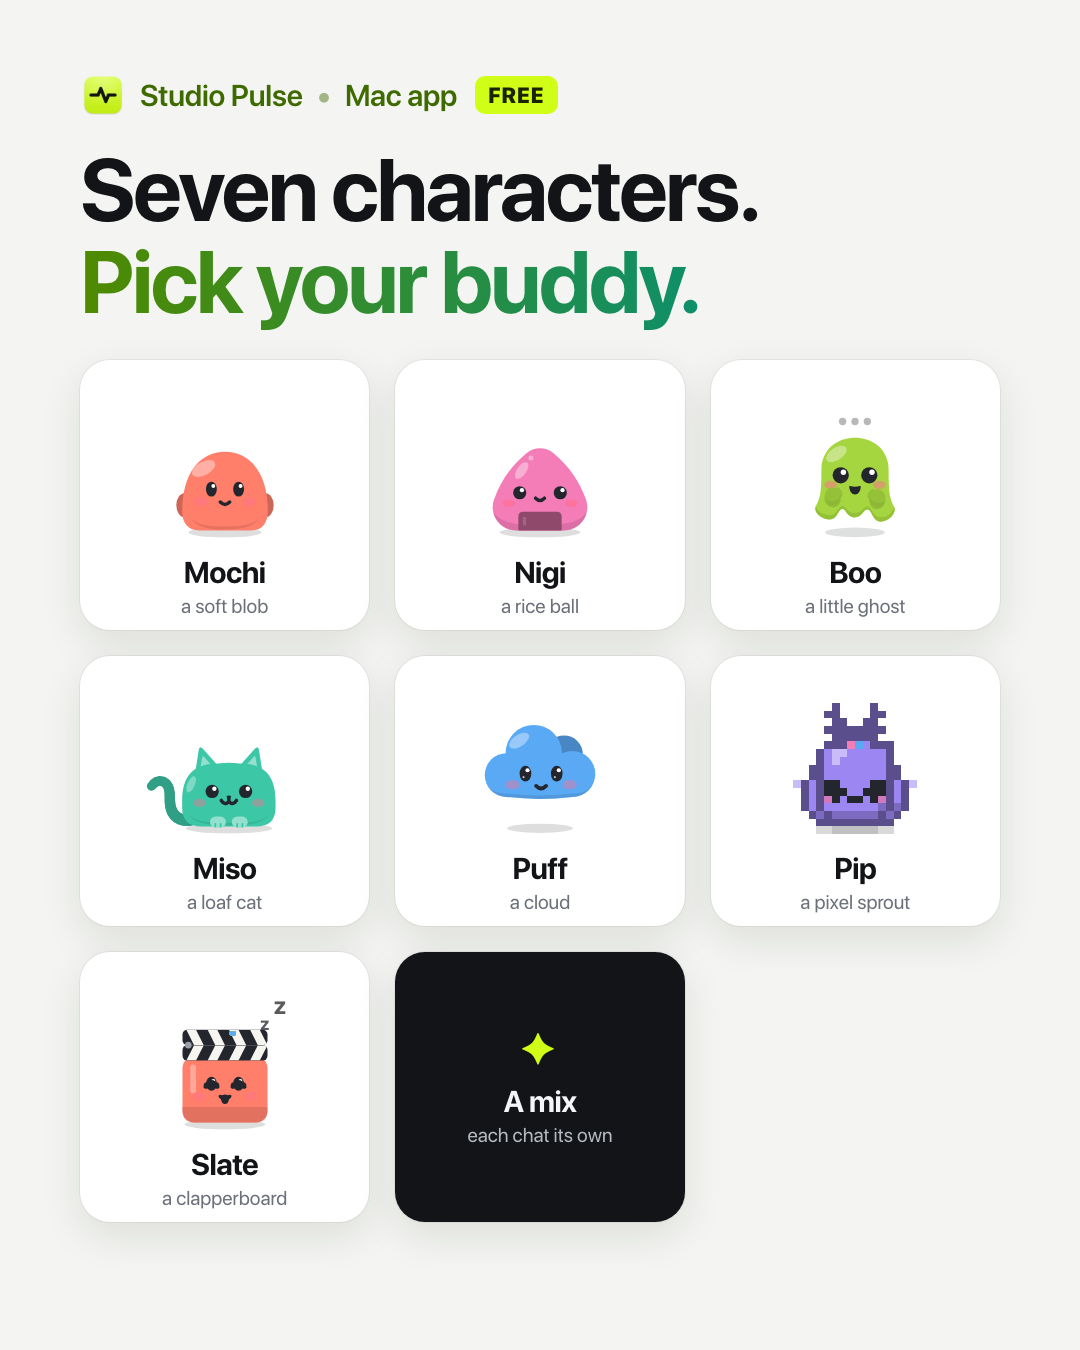 Studio Pulse • Mac app FREE
Seven characters.
Pick your buddy.
Mochi
a soft blob
Nigi
a rice ball
Boo
a little ghost
Miso
a loaf cat
Puff
a cloud
Pip
a pixel sprout
z
z
Slate
a clapperboard
A mix
each chat its own